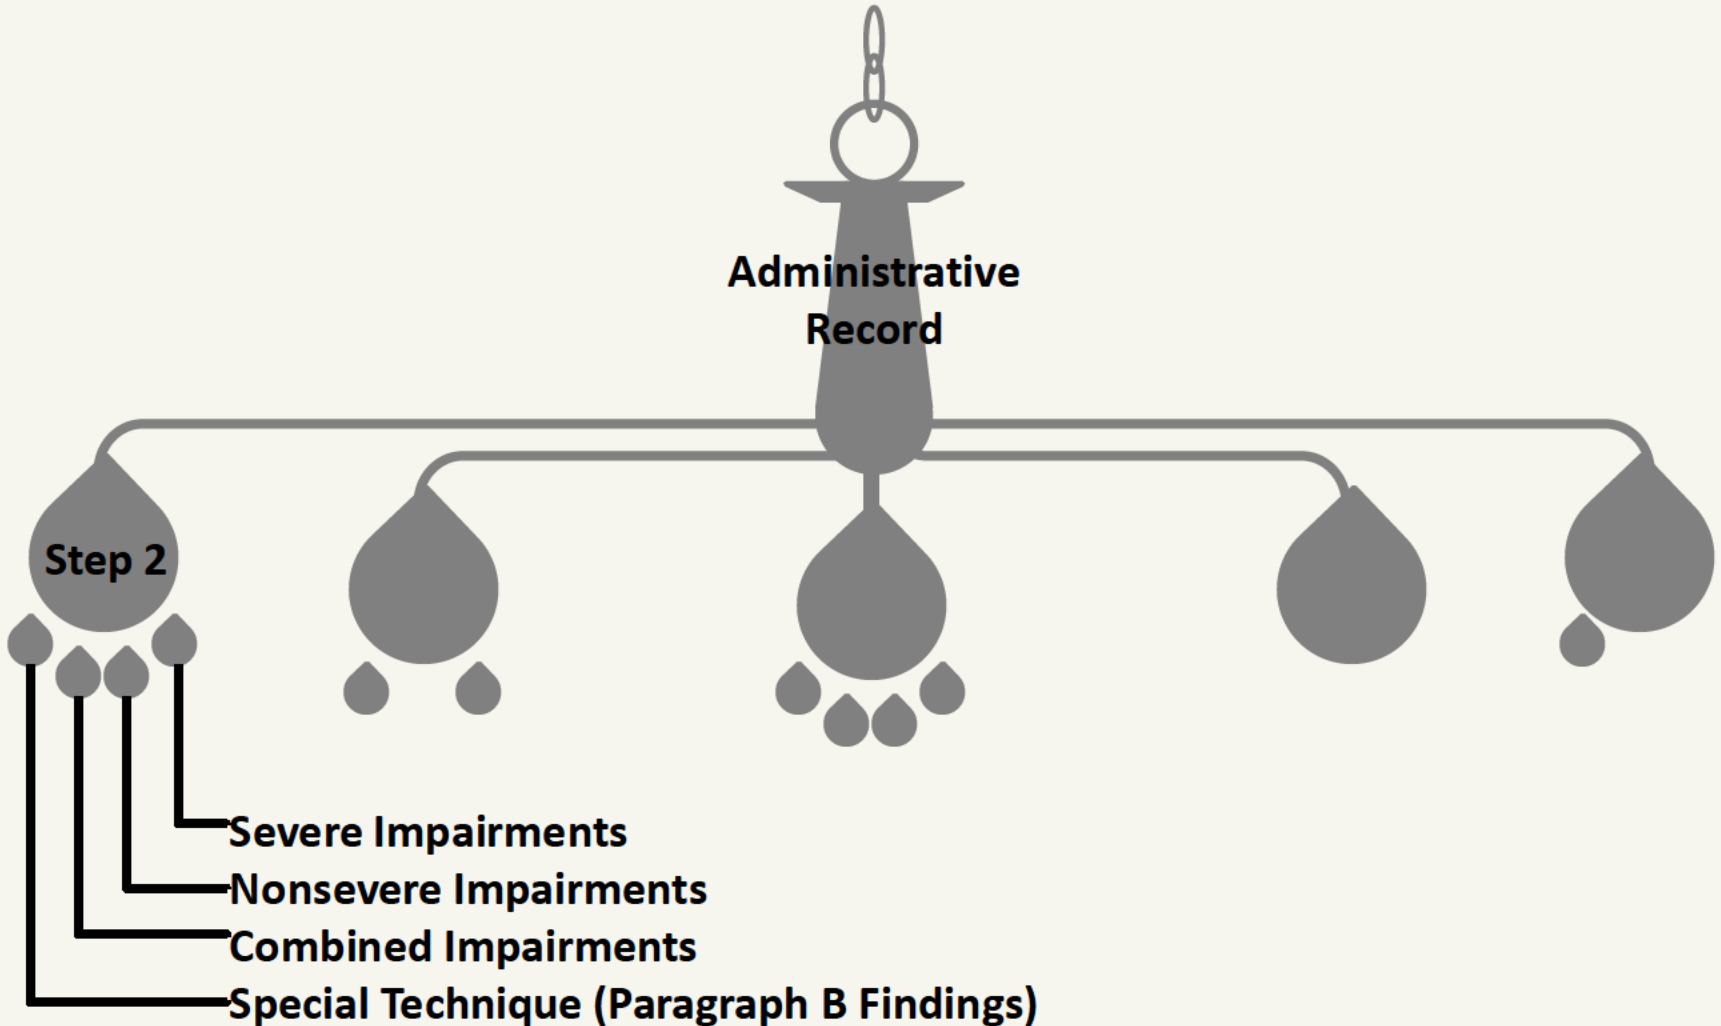 Administrative
Record
Step 2
Severe Impairments
Nonsevere Impairments
Combined Impairments
Special Technique (Paragraph B Findings)